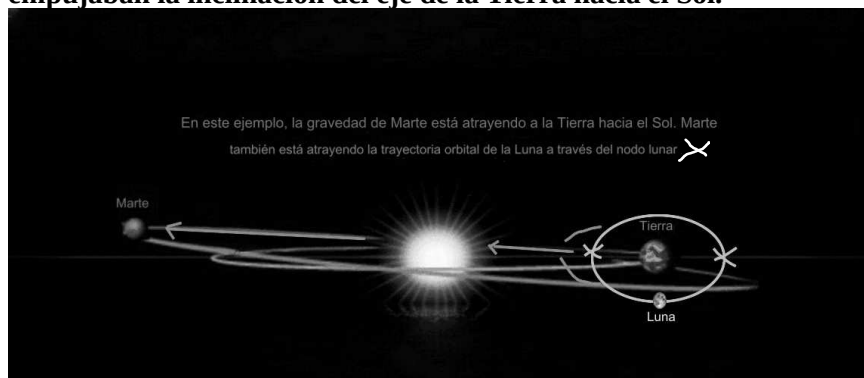 empujaban la inclinación del eje de la Tierra hacia el Sol.
En este ejemplo, la gravedad de Marte está atrayendo a la Tierra hacia el Sol. Marte
también está atrayendo la trayectoria orbital de la Luna a través del nodo lunar
Marte
Tierra
Luna